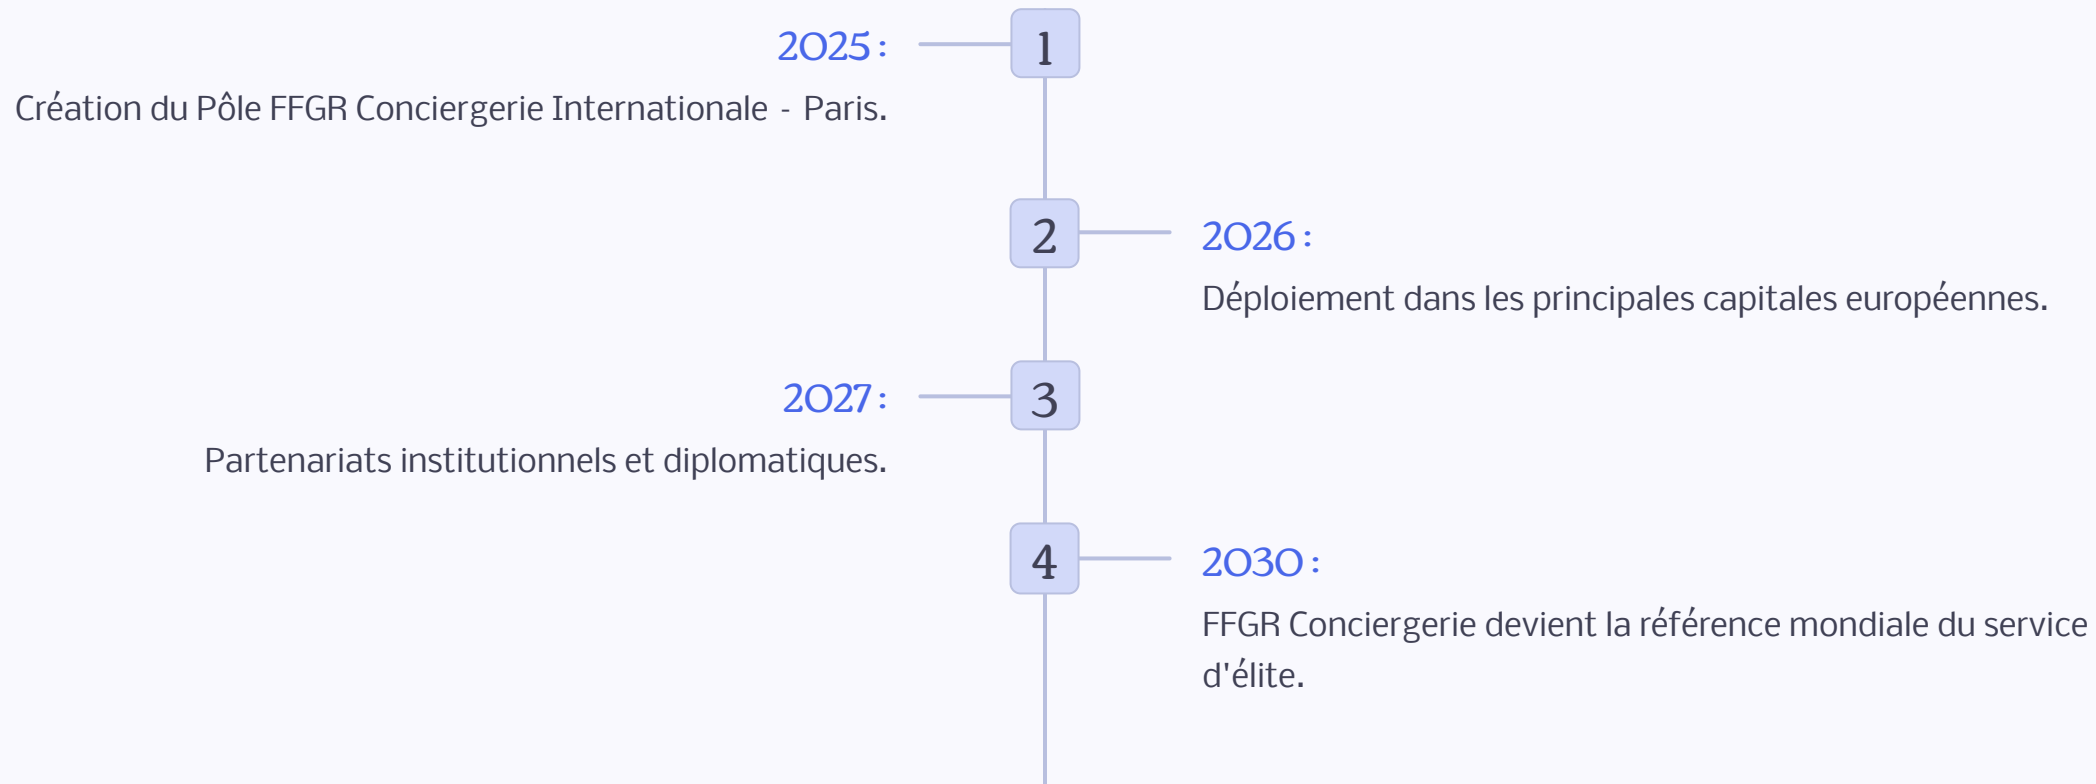 1
2025 :
Création du Pôle FFGR Conciergerie Internationale - Paris.
2
2026 :
Déploiement dans les principales capitales européennes.
3
2027 :
Partenariats institutionnels et diplomatiques.
4
2030 :
FFGR Conciergerie devient la référence mondiale du service
d'élite.